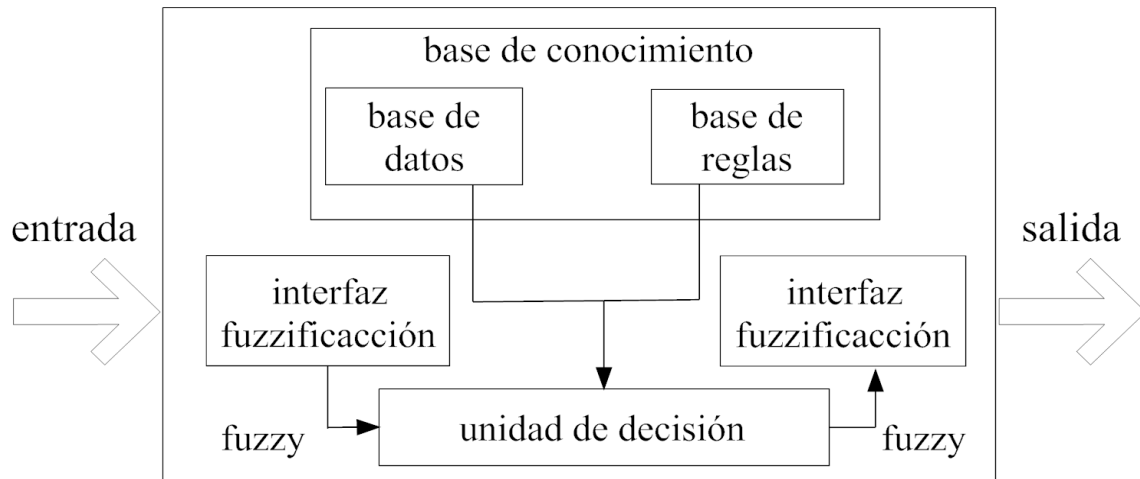 base de conocimiento
base de
datos
base de
reglas
entrada
salida
interfaz
fuzzificacción
interfaz
fuzzificacción
unidad de decisión
fuzzy
fuzzy